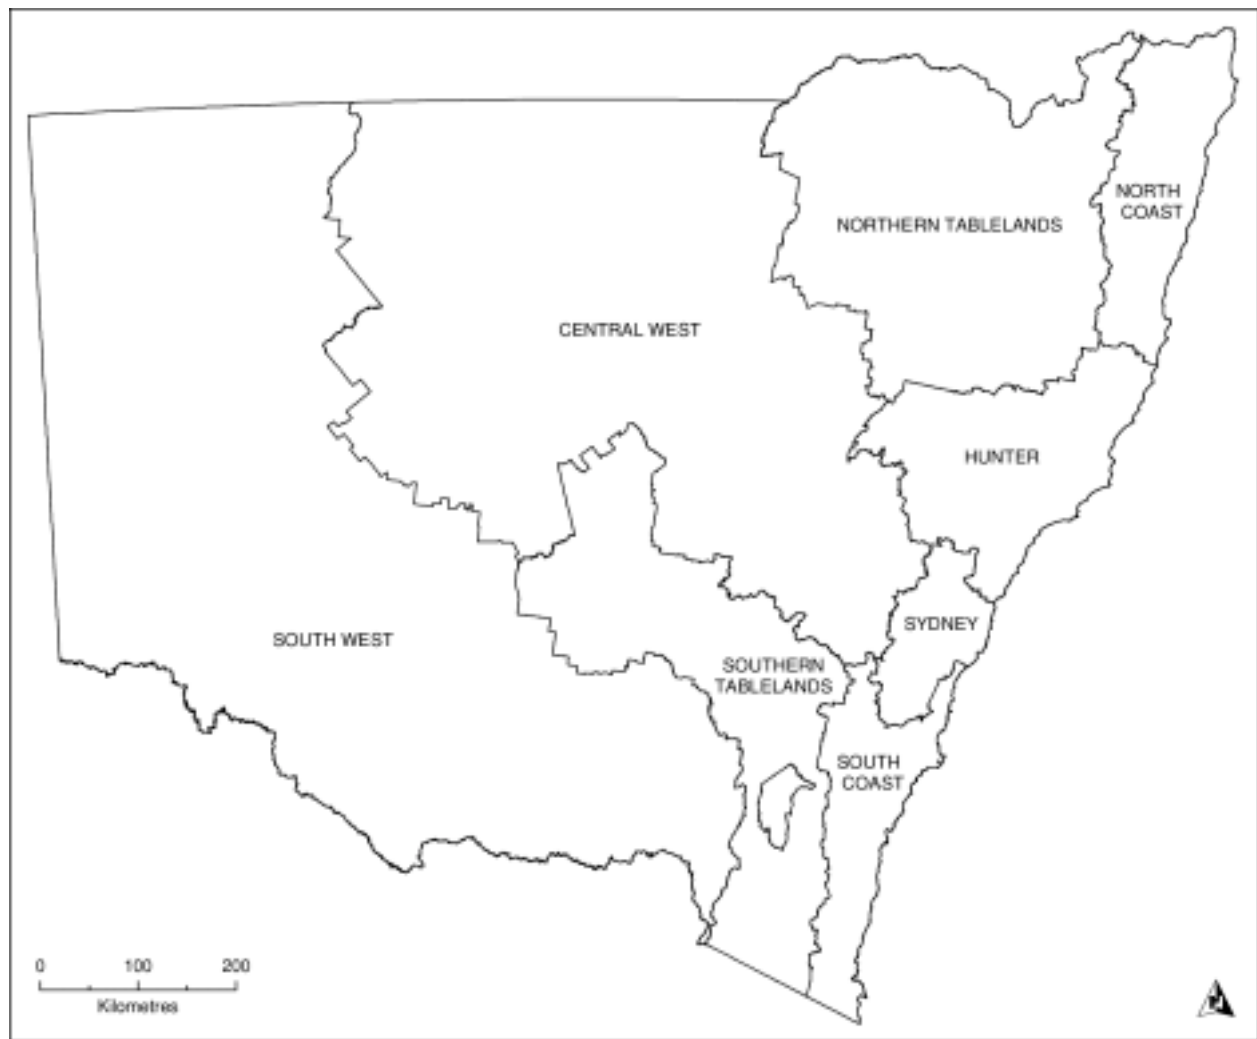 NORTH
COAST
NORTHERN TABLELANDS
CENTRAL WEST
HUNTER
SYDNEY
SOUTH WEST
SOUTHERN
TABLELANDS
SOUTH
COAST
0 100 200
Kilometres